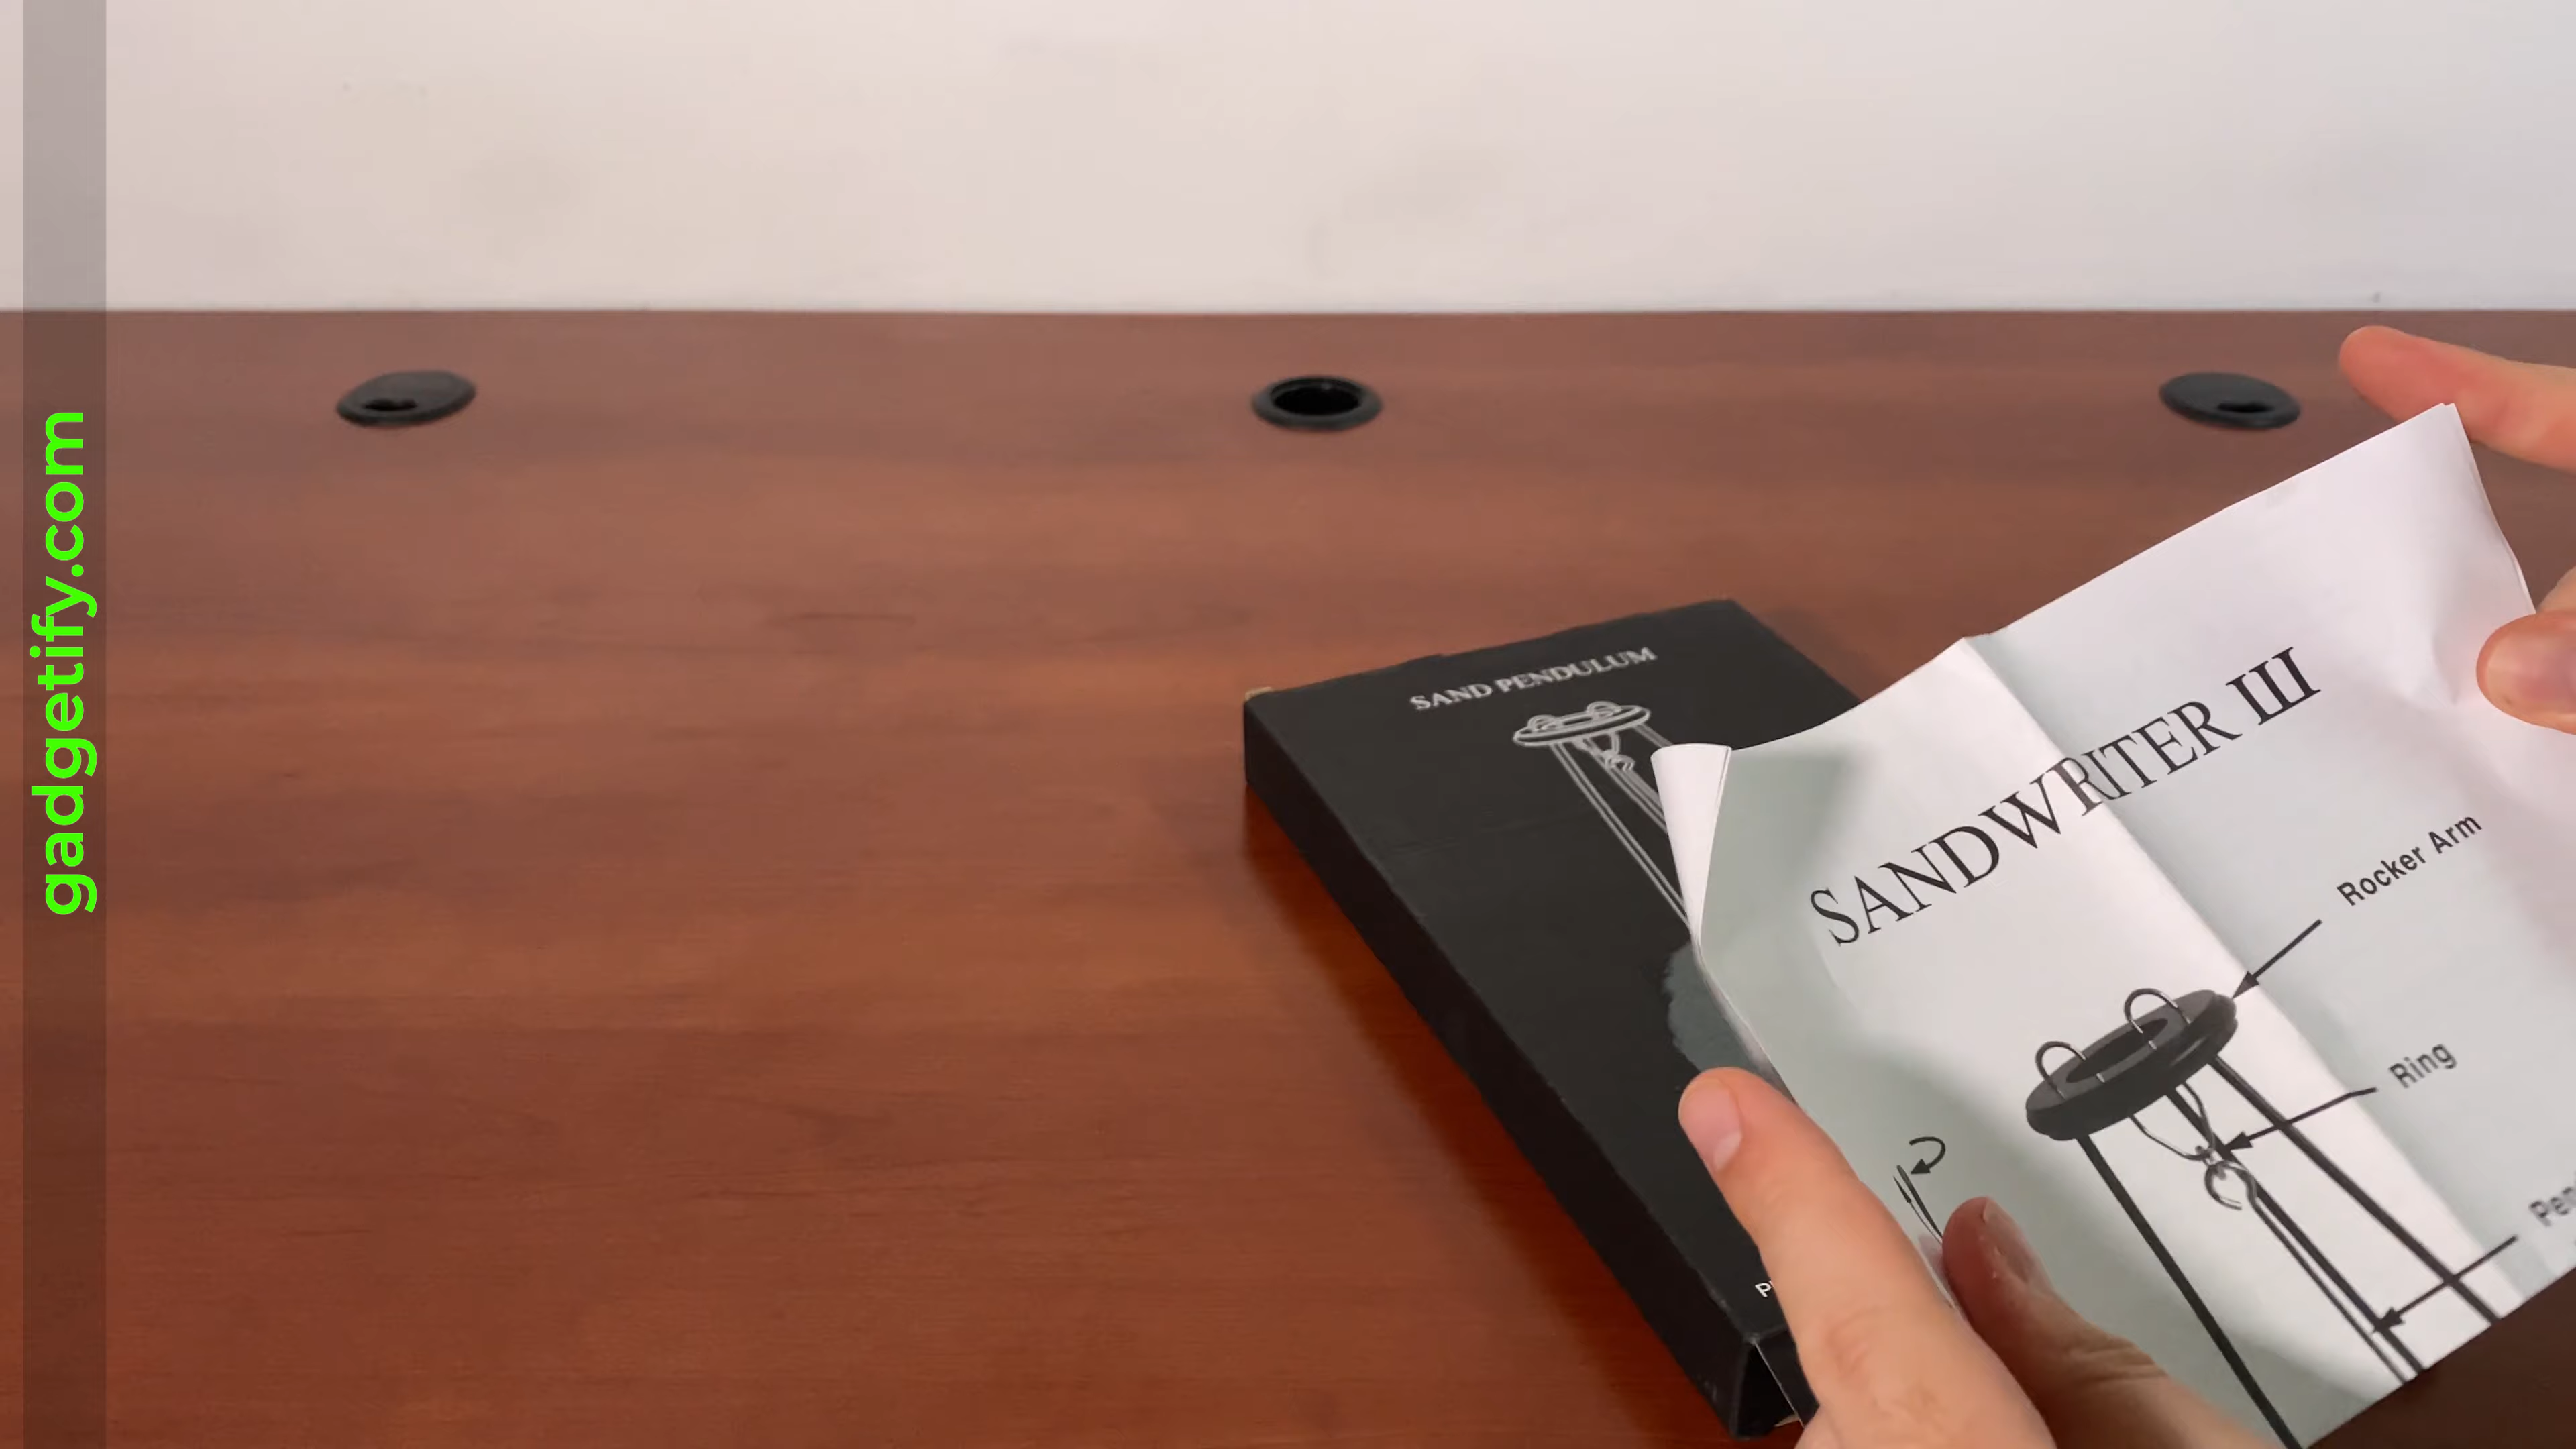 gadgetify.com
SAND PENDULUM
SANDWRITER III
Rocker Arm
Ring